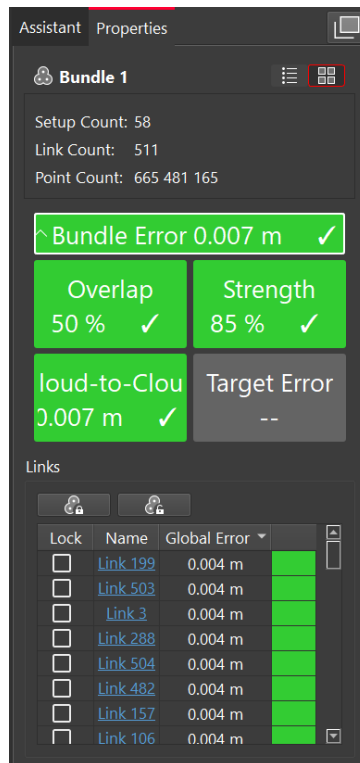 Assistant Properties
Bundle 1
Setup Count: 58
Link Count: 511
Point Count: 665 481 165
Bundle Error 0.007 m ✓
Overlap
50 % ✓
Strength
85 % ✓
loud-to-Clou
0.007 m ✓
Target Error
--
Links
Lock Name Global Error
Link 199 0.004 m
Link 503 0.004 m
Link 3 0.004 m
Link 288 0.004 m
Link 504 0.004 m
Link 482 0.004 m
Link 157 0.004 m
Link 106 0.004 m